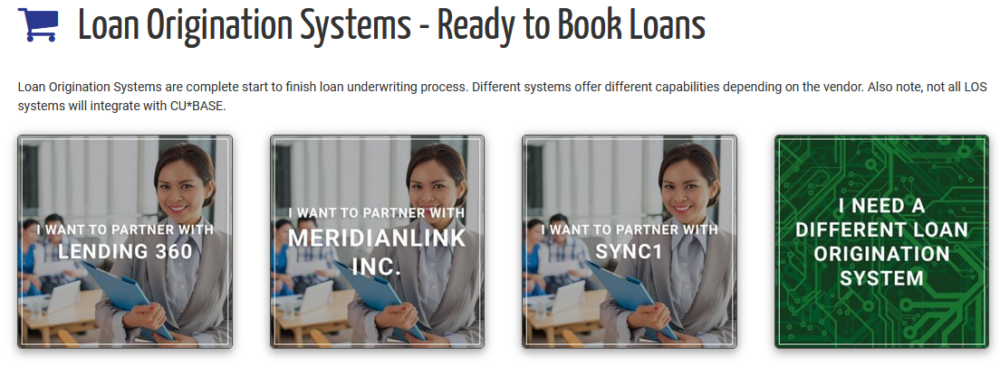 Loan Origination Systems - Ready to Book Loans
Loan Origination Systems are complete start to finish loan underwriting process. Different systems offer different capabilities depending on the vendor. Also note, not all LOS
systems will integrate with CU*BASE.
I WANT TO PARTNER WITH
LENDING 360
I WANT TO PARTNER WITH
MERIDIANLINK
INC.
I WANT TO PARTNER WITH
SYNC1
I NEED A
DIFFERENT LOAN
ORIGINATION
SYSTEM